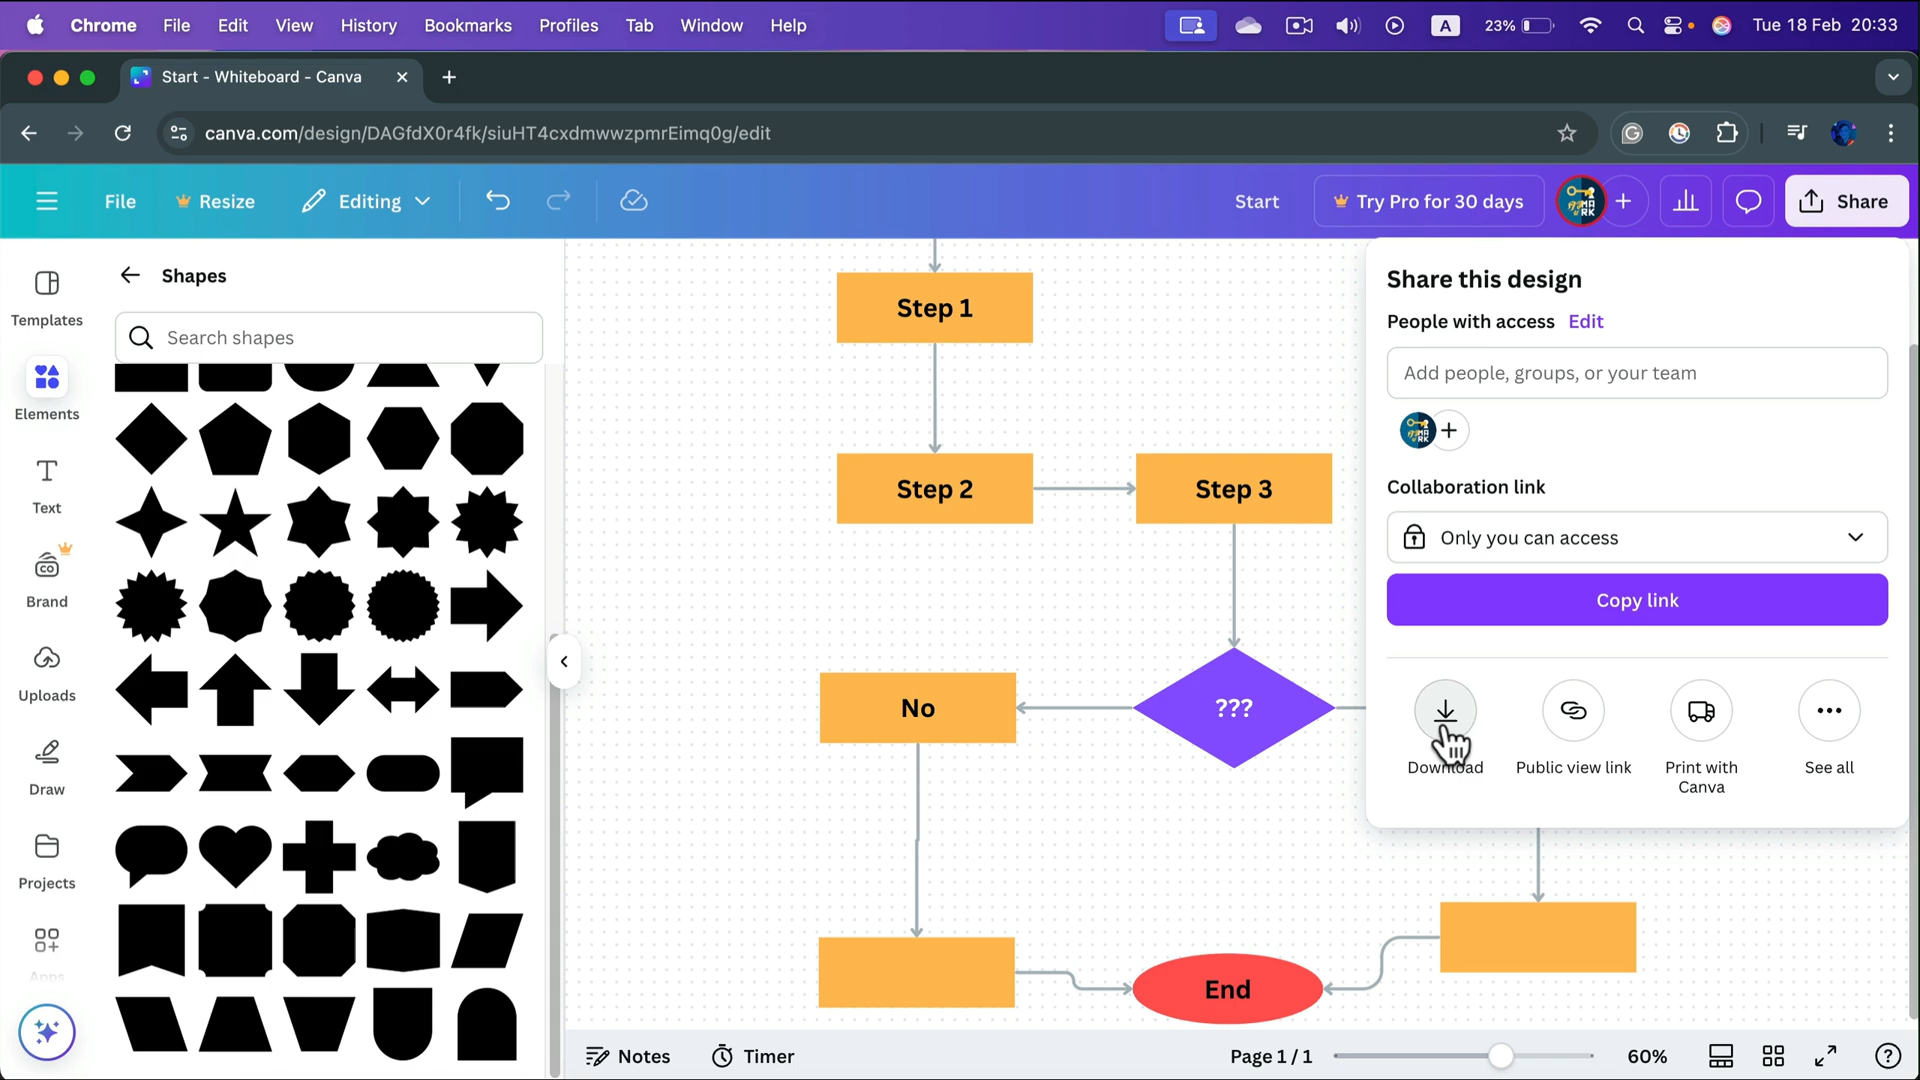 Chrome File Edit View History Bookmarks Profiles Tab Window Help
A 23% Tue 18 Feb 20:33
Start - Whiteboard - Canva
canva.com/design/DAGfdX0r4fk/siuHT4cxdmwwzpmrEimq0g/edit
File Resize Editing Start Try Pro for 30 days Share
Templates
Elements
Text
Brand
Uploads
Draw
Projects
Apps
Shapes
Search shapes
Step 1
Step 2
Step 3
???
No
End
Share this design
People with access Edit
Add people, groups, or your team
Collaboration link
Only you can access
Copy link
Download
Public view link
Print with
Canva
See all
Notes Timer Page 1 / 1 60%